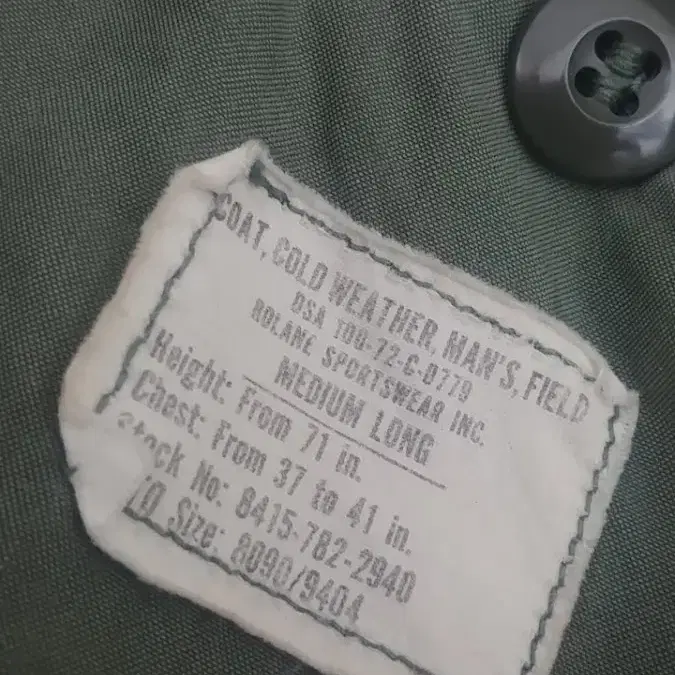 COAT, COLD WEATHER, MAN'S, FIELD
DSA 100-72-C-0779
ROLANE SPORTSWEAR INC.
MEDIUM LONG
Height: From 71 in.
Chest: From 37 to 41 in.
Stock No: 8415-782-2940
Size: 8090/9404